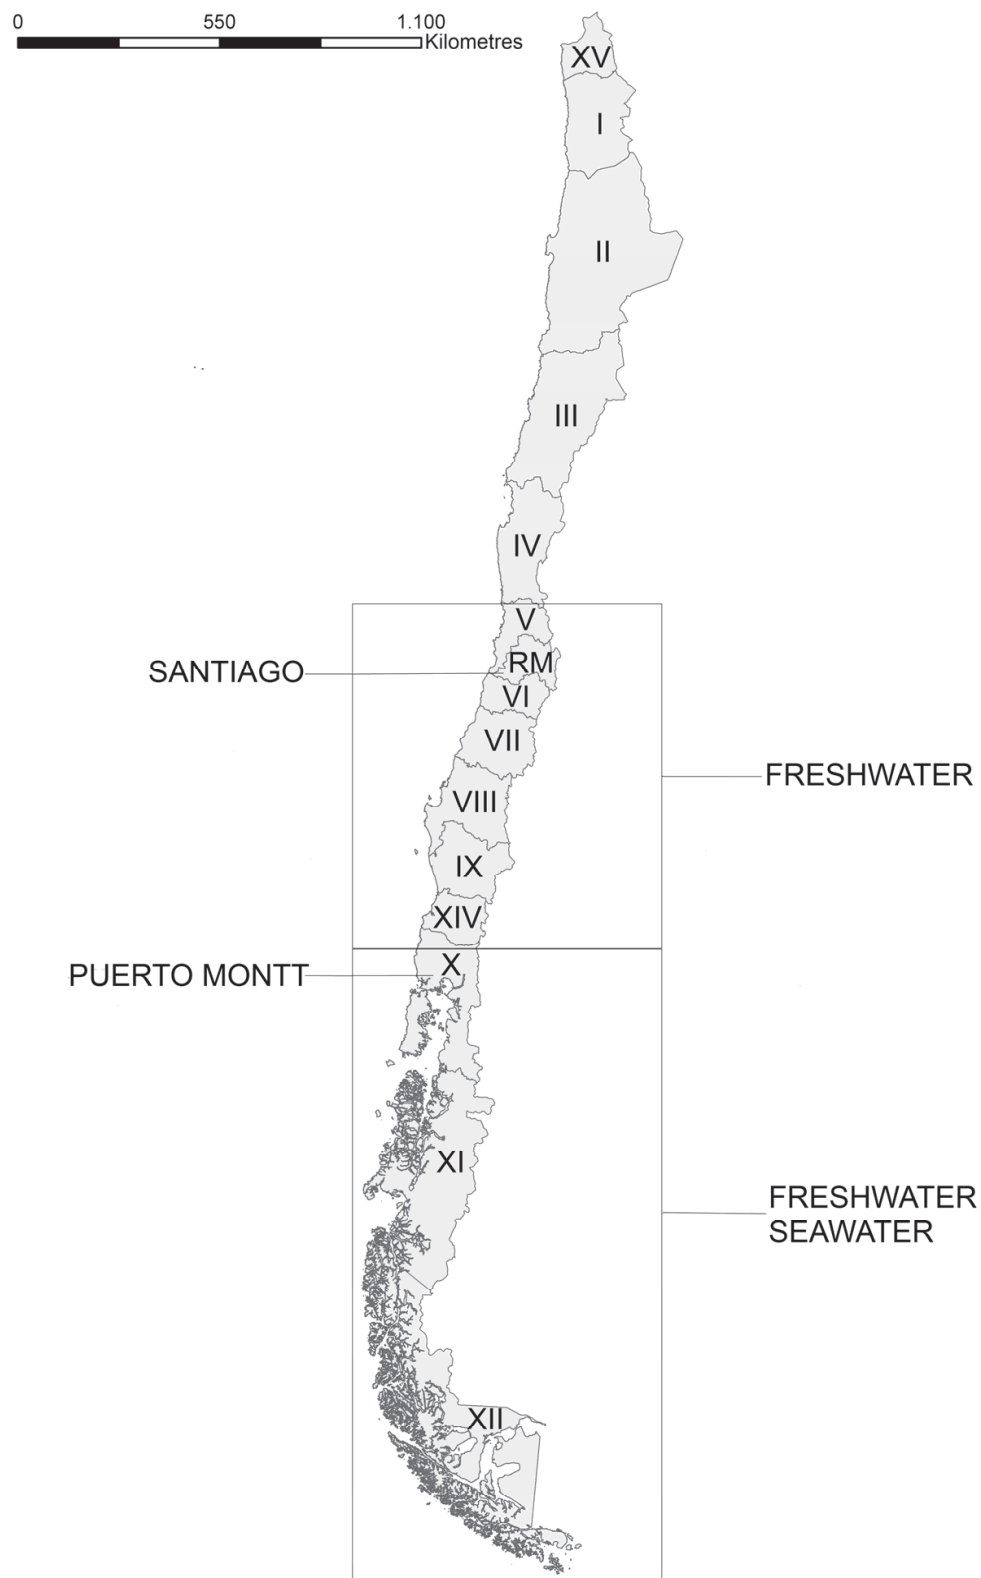 0 550 1.100
Kilometres
XV
I
II
III
IV
V
RM
SANTIAGO
VI
VII
FRESHWATER
VIII
IX
XIV
X
PUERTO MONTT
XI
FRESHWATER
SEAWATER
XII